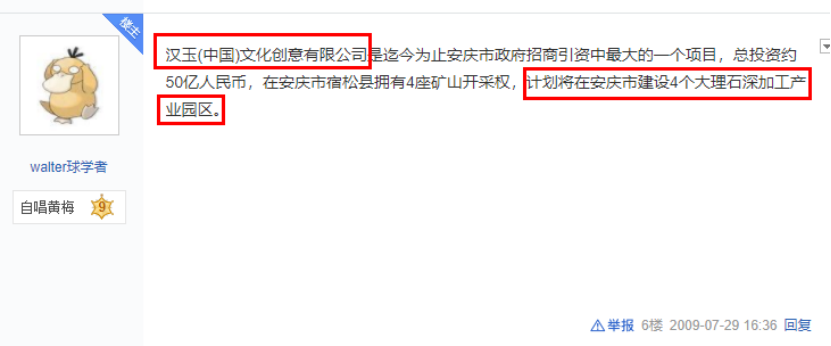 楼主
汉玉(中国)文化创意有限公司是迄今为止安庆市政府招商引资中最大的一个项目，总投资约
50亿人民币，在安庆市宿松县拥有4座矿山开采权，计划将在安庆市建设4个大理石深加工产
业园区。
walter球学者
自唱黄梅 9
举报 6楼 2009-07-29 16:36 回复